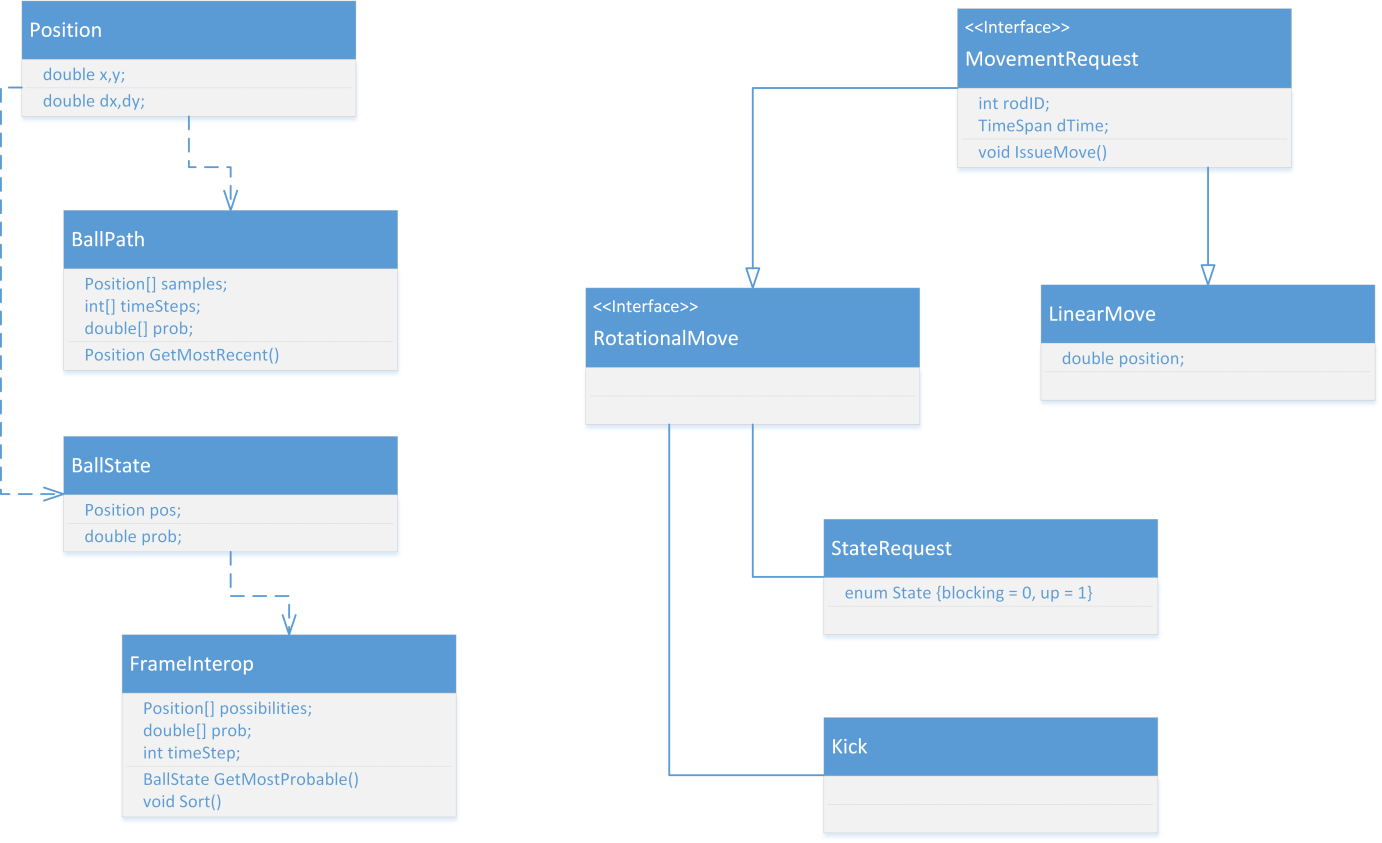 Position
double x,y;
double dx,dy;
BallPath
Position[] samples;
int[] timeSteps;
double[] prob;
Position GetMostRecent()
BallState
Position pos;
double prob;
FrameInterop
Position[] possibilities;
double[] prob;
int timeStep;
BallState GetMostProbable()
void Sort()
<<Interface>>
MovementRequest
int rodID;
TimeSpan dTime;
void IssueMove()
<<Interface>>
RotationalMove
LinearMove
double position;
StateRequest
enum State {blocking = 0, up = 1}
Kick